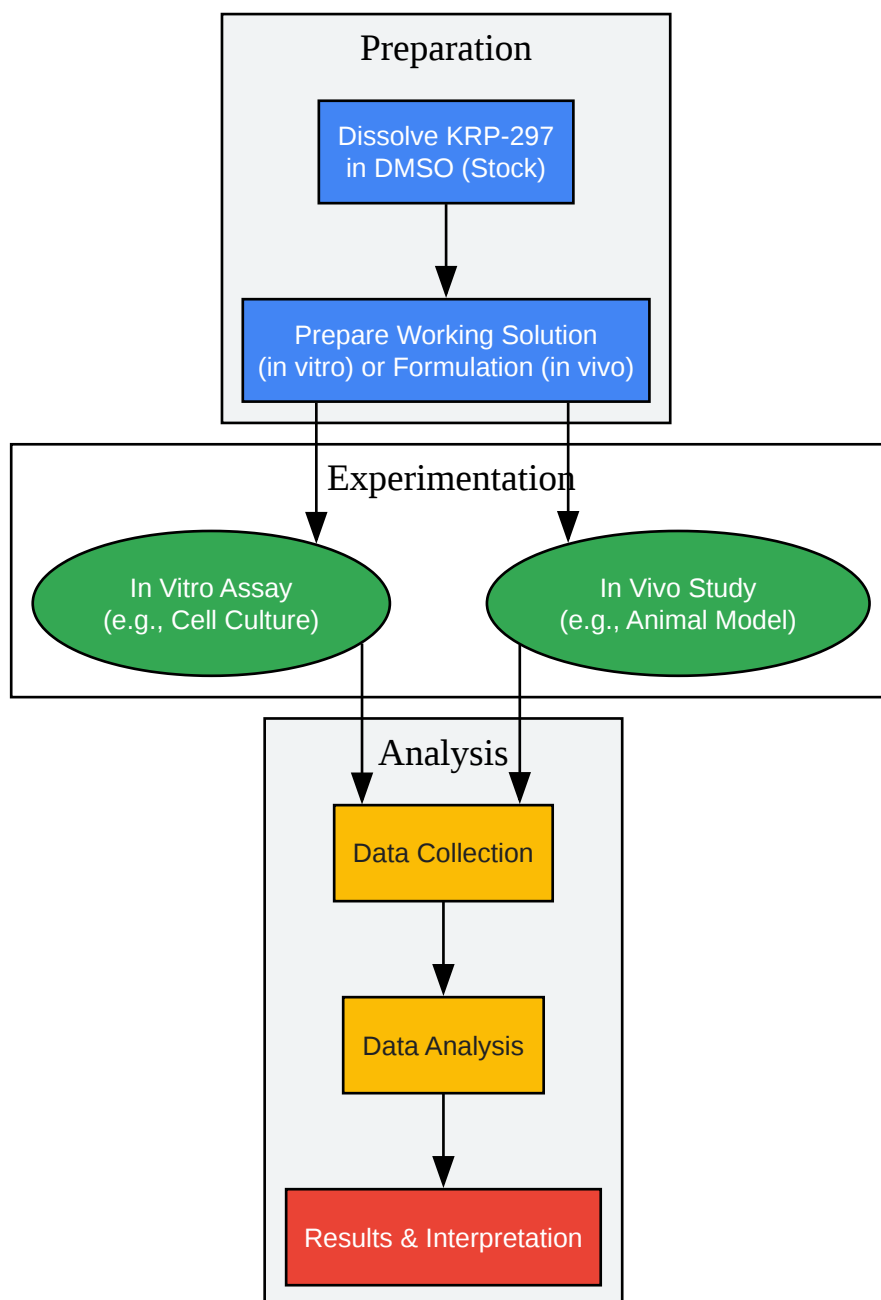 Preparation
Dissolve KRP-297
in DMSO (Stock)
Prepare Working Solution
(in vitro) or Formulation (in vivo)
Experimentation
In Vitro Assay
(e.g., Cell Culture)
In Vivo Study
(e.g., Animal Model)
Analysis
Data Collection
Data Analysis
Results & Interpretation